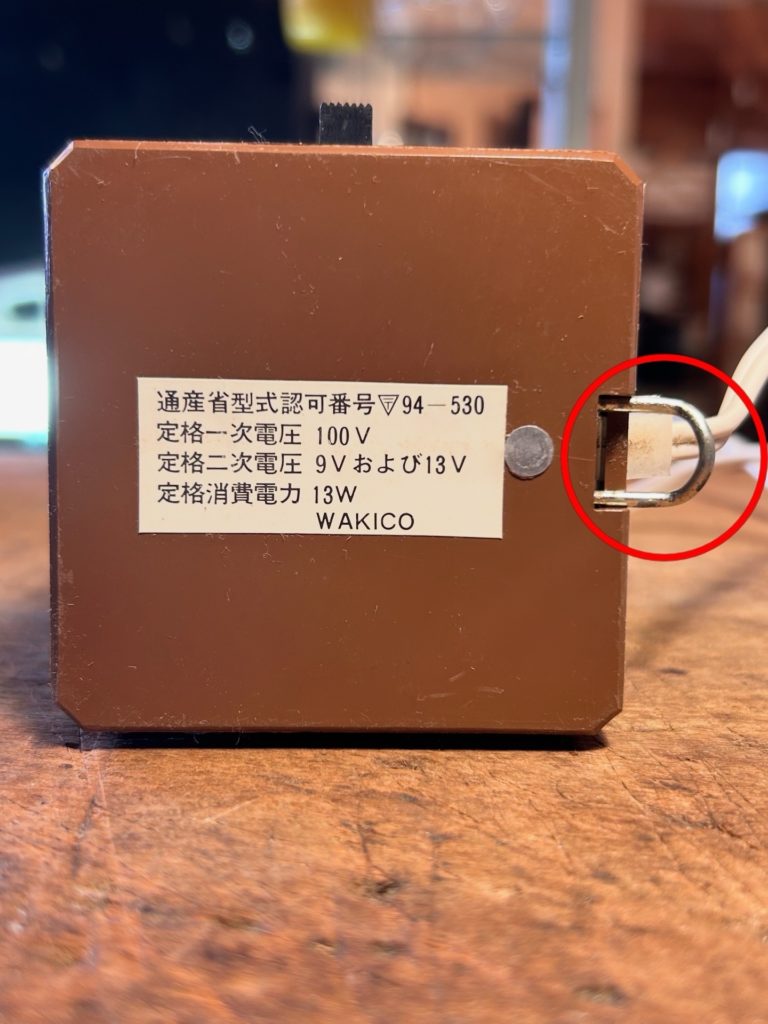 通産省型式認可番号▽94-530
定格一次電圧 100V
定格二次電圧 9Vおよび13V
定格消費電力 13W
WAKICO